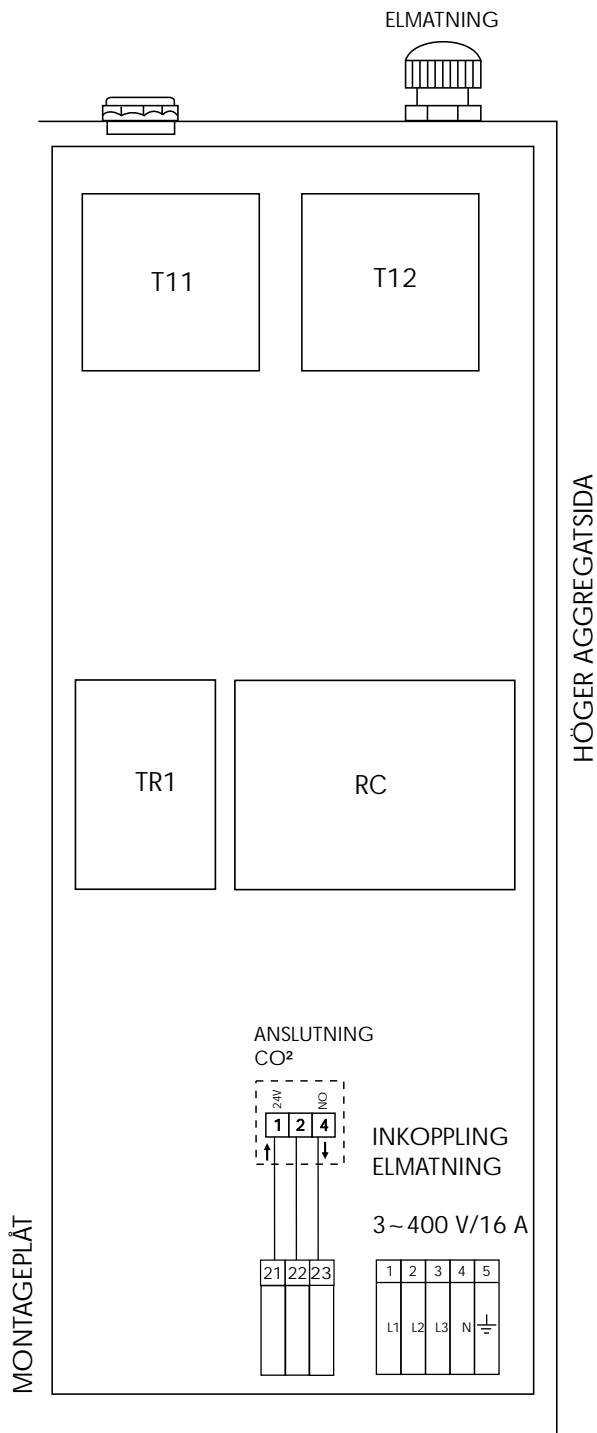 ELMATNING
T11
T12
HÖGER AGGREGATSIDA
TR1
RC
ANSLUTNING
CO²
24V
NO
1 2 4
INKOPPLING
ELMATNING
3~400 V/16 A
MONTAGEPLÅT
21 22 23
1 2 3 4 5
L1 L2 L3 N